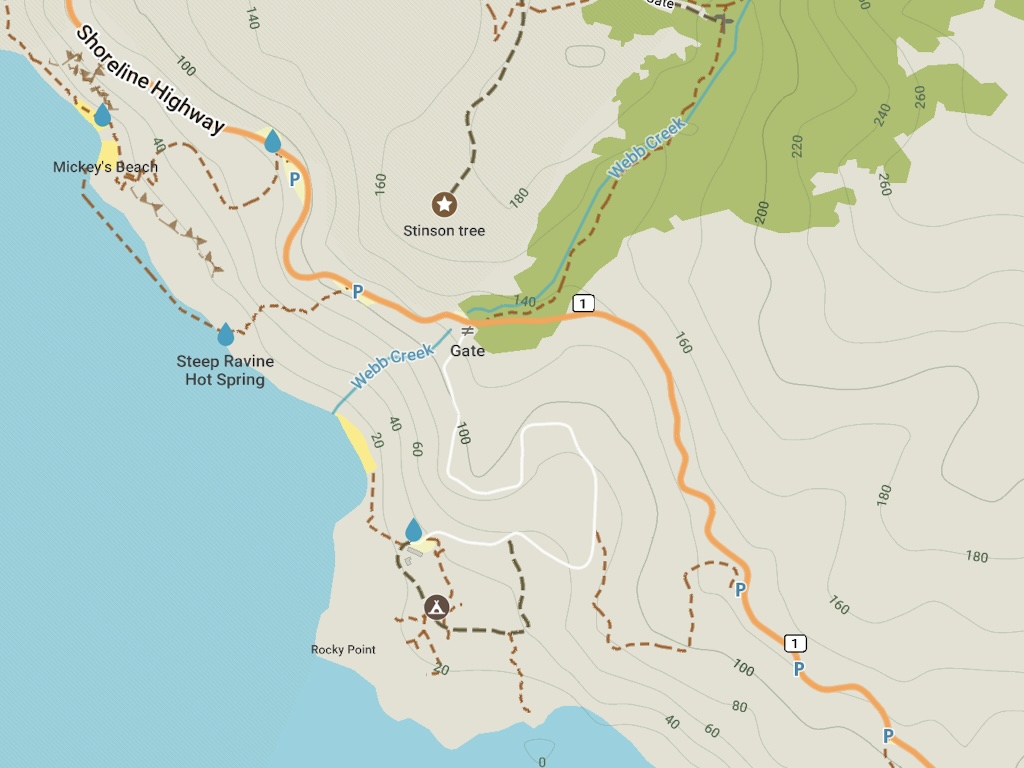 ate
140
Shoreline Highway
100
60
260
240
220
Webb Creek
40
Mickey's Beach
P
160
180
260
200
Stinson tree
P
140
1
160
Gate
Webb Creek
Steep Ravine
Hot Spring
20
40
60
100
180
180
P
160
1
Rocky Point
20
100
P
80
40
60
P
0